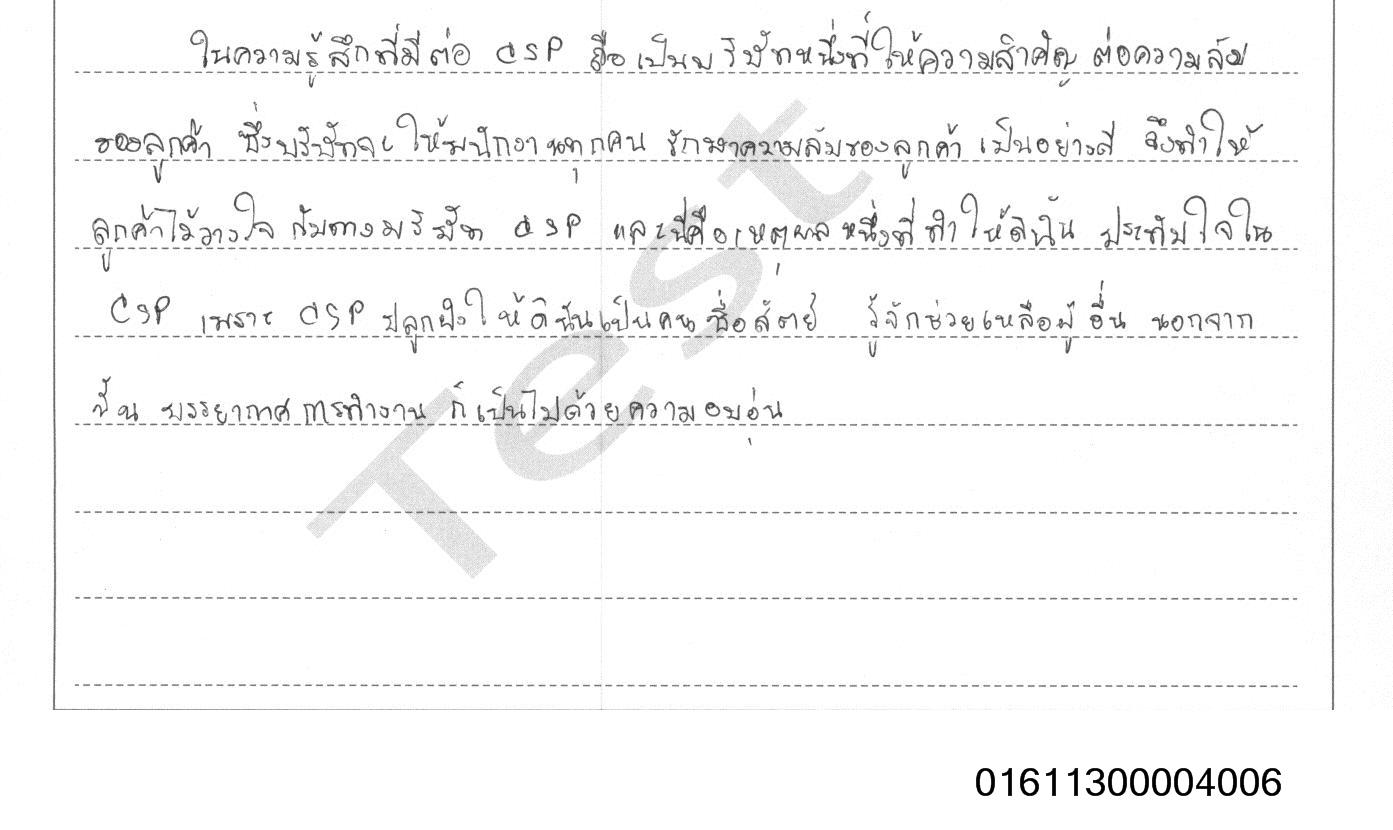 ในความรู้สึกที่มีต่อ CSP ถือเป็นบริษัทหนึ่งที่ให้ความสำคัญ ต่อความลับ
ของลูกค้า ซึ่งบริษัทจะให้พนักงานทุกคน รักษาความลับของลูกค้า เป็นอย่างดี จึงทำให้
ลูกค้าไว้วางใจ กับทางบริษัท CSP และนี่คือเหตุผลหนึ่งที่ทำให้ดิฉัน ประทับใจใน
CSP เพราะ CSP ปลูกฝังให้ดิฉันเป็นคนซื่อสัตย์ รู้จักช่วยเหลือผู้อื่น นอกจาก
นั้น บรรยากาศการทำงาน ก็เป็นไปด้วยความอบอุ่น
Test
01611300004006